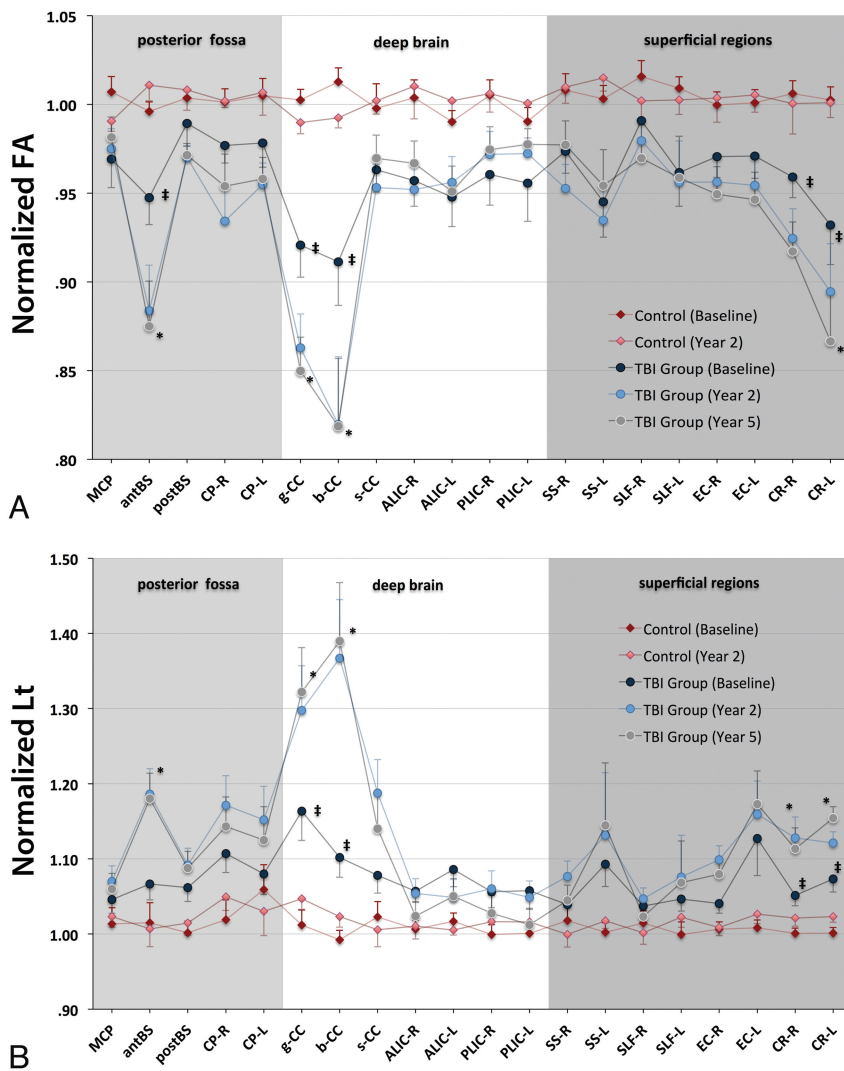 1.05
posterior fossa
deep brain
superficial regions
1.00
.95
.90
.85
.80
Normalized FA
‡
‡
‡
‡
‡
*
*
*
*
Control (Baseline)
Control (Year 2)
TBI Group (Baseline)
TBI Group (Year 2)
TBI Group (Year 5)
MCP
antBS
postBS
CP-R
CP-L
g-CC
b-CC
s-CC
ALIC-R
ALIC-L
PLIC-R
PLIC-L
SS-R
SS-L
SLF-R
SLF-L
EC-R
EC-L
CR-R
CR-L
A
1.50
posterior fossa
deep brain
superficial regions
1.40
1.30
1.20
1.10
1.00
.90
Normalized Lt
*
*
*
*
*
‡
‡
‡
‡
Control (Baseline)
Control (Year 2)
TBI Group (Baseline)
TBI Group (Year 2)
TBI Group (Year 5)
MCP
antBS
postBS
CP-R
CP-L
g-CC
b-CC
s-CC
ALIC-R
ALIC-L
PLIC-R
PLIC-L
SS-R
SS-L
SLF-R
SLF-L
EC-R
EC-L
CR-R
CR-L
B